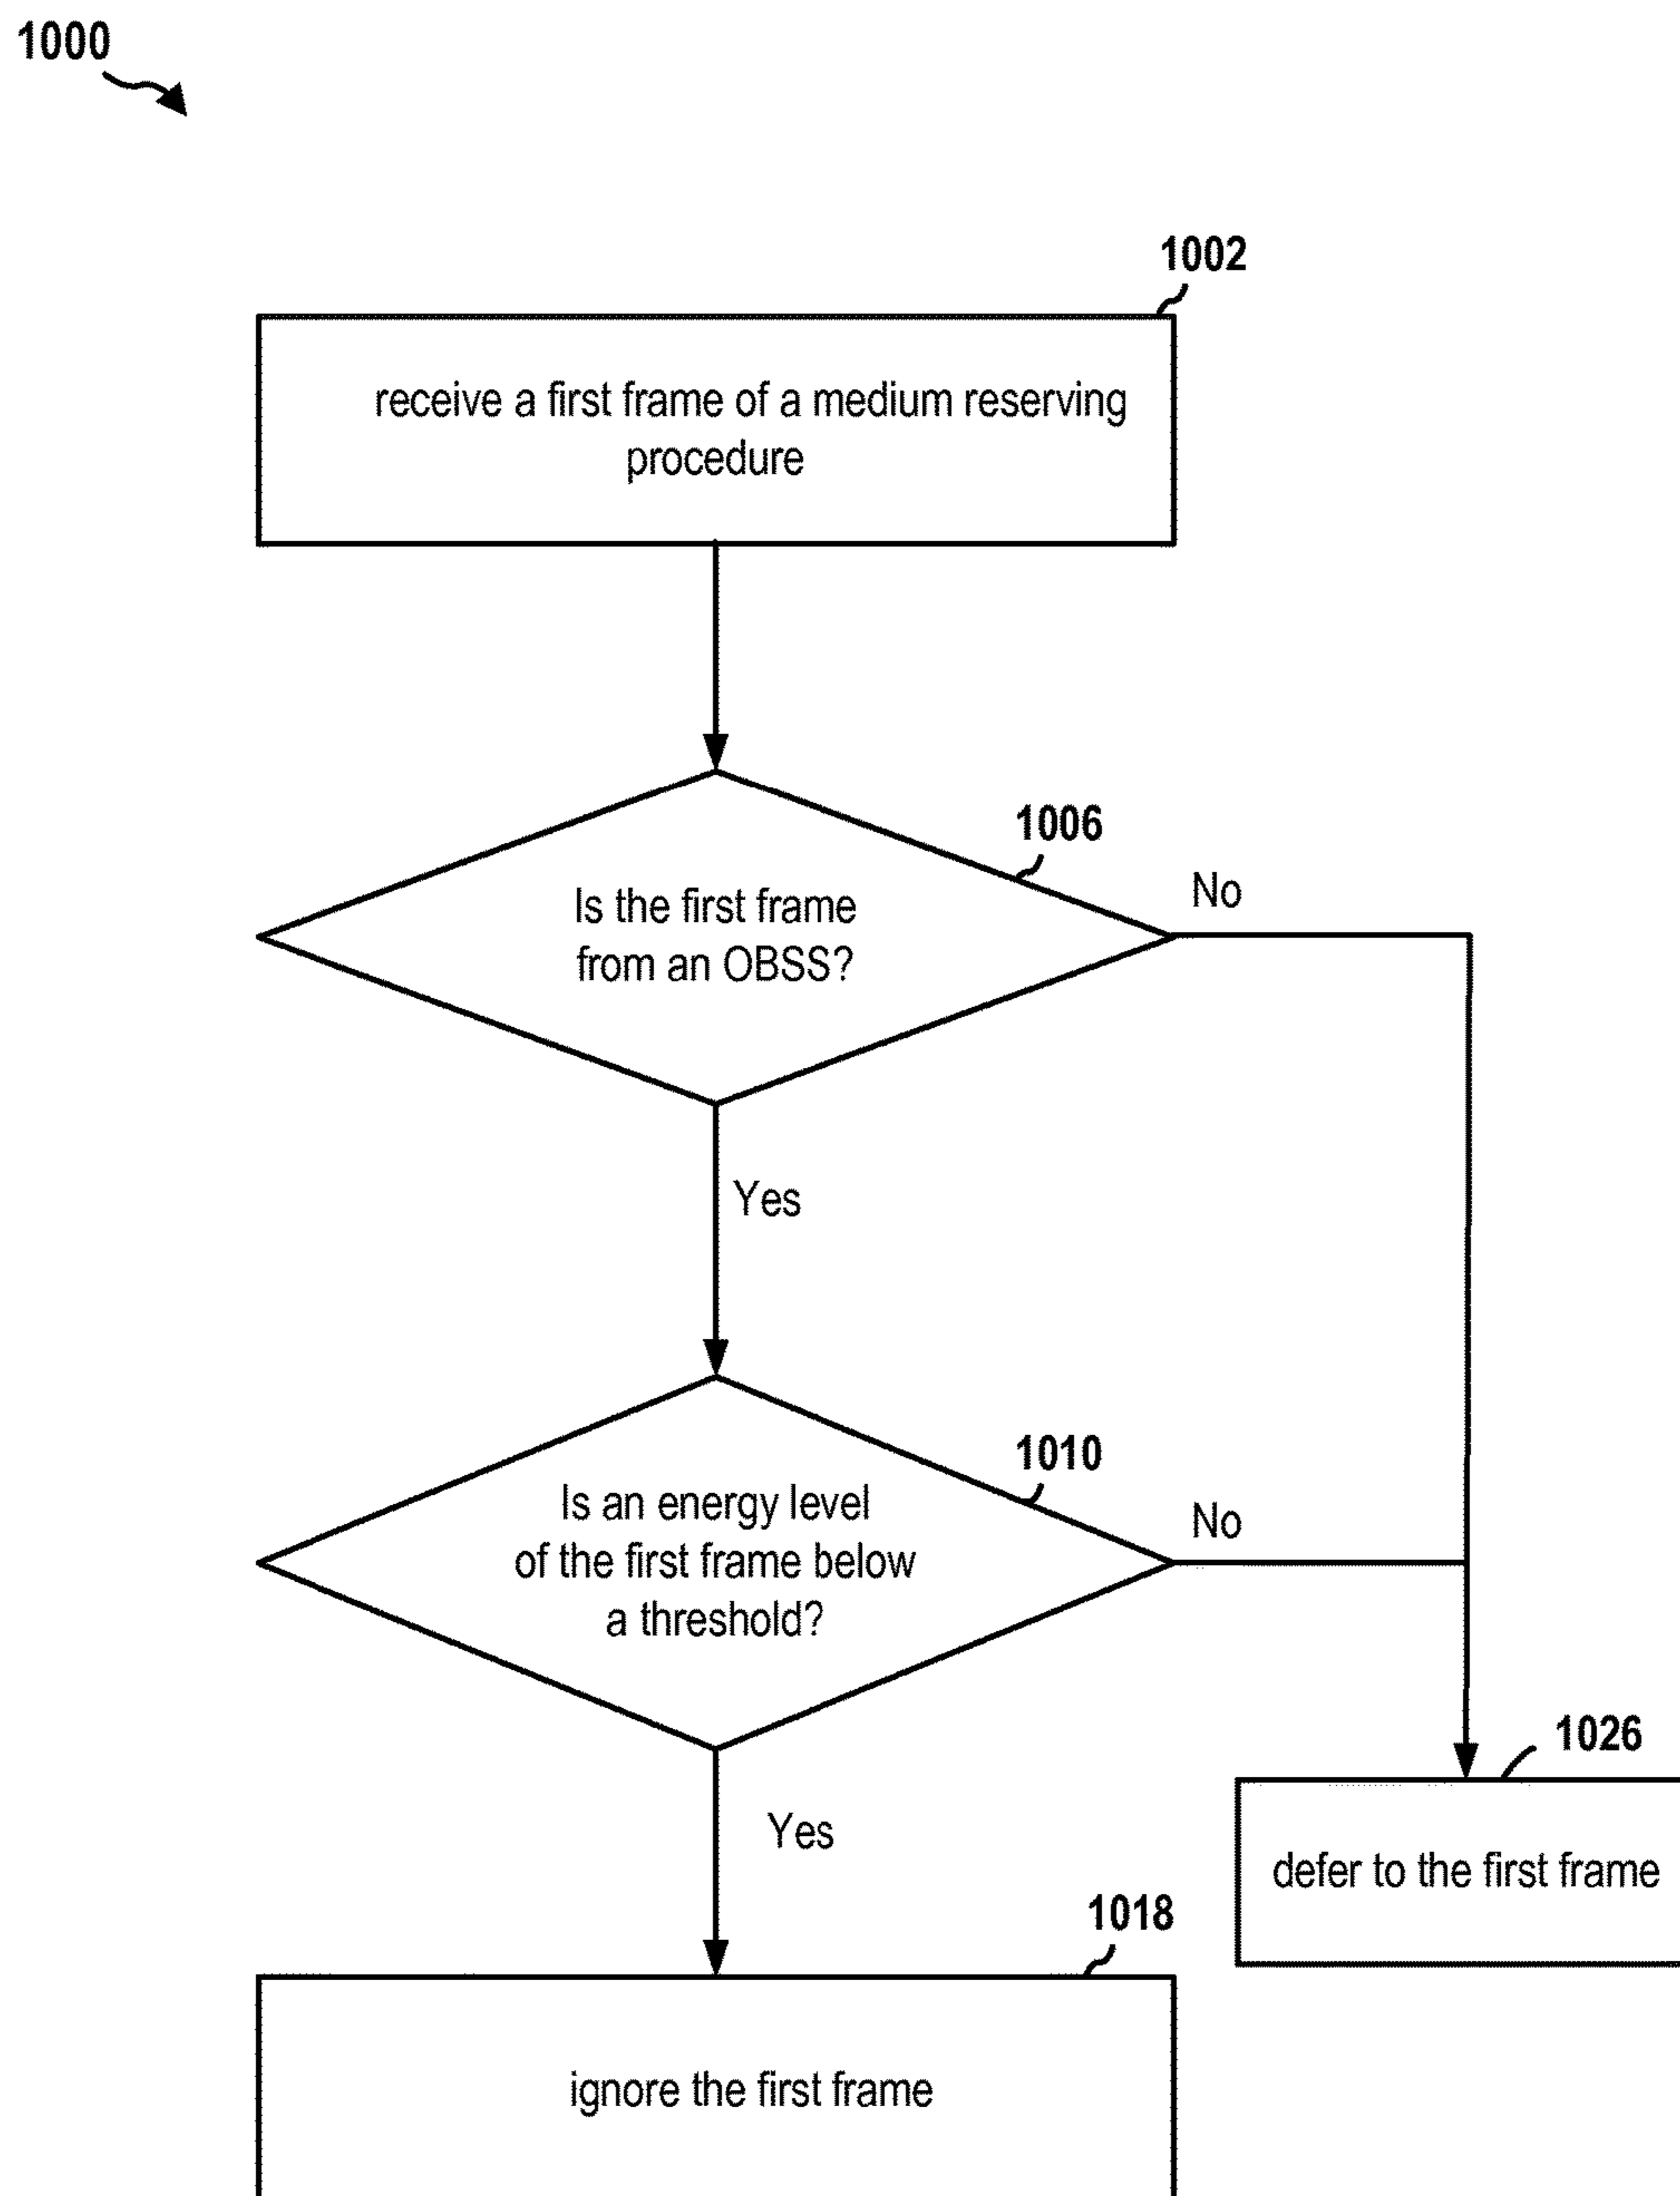 1000
1002
receive a first frame of a medium reserving
procedure
1006
Is the first frame
from an OBSS?
No
Yes
1010
Is an energy level
of the first frame below
a threshold?
No
Yes
1026
defer to the first frame
1018
ignore the first frame